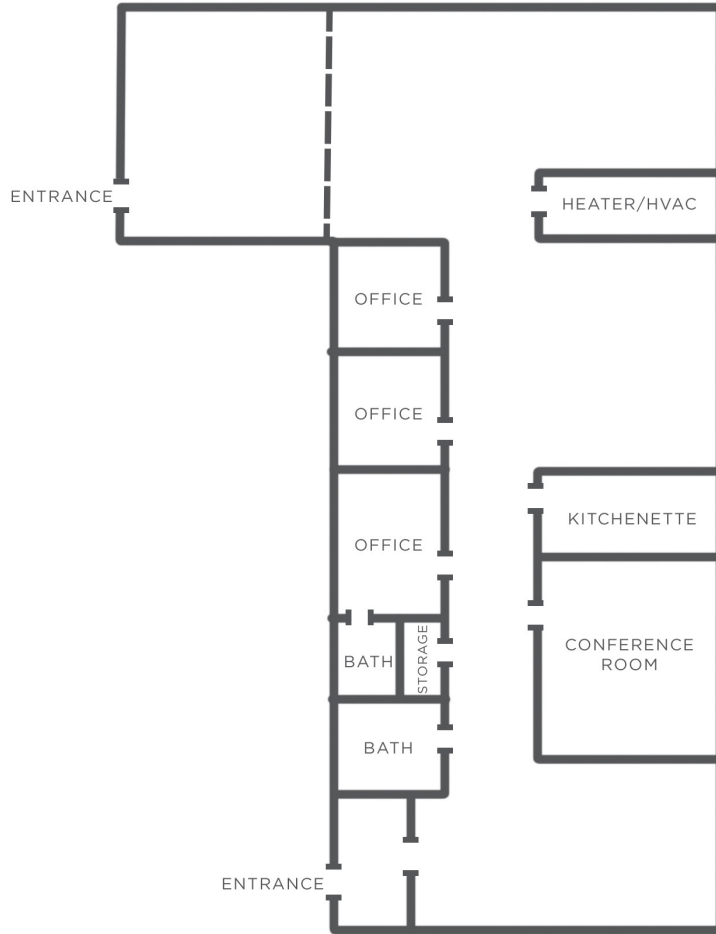 ENTRANCE
HEATER/HVAC
OFFICE
OFFICE
KITCHENETTE
OFFICE
CONFERENCE
ROOM
BATH
STORAGE
BATH
ENTRANCE